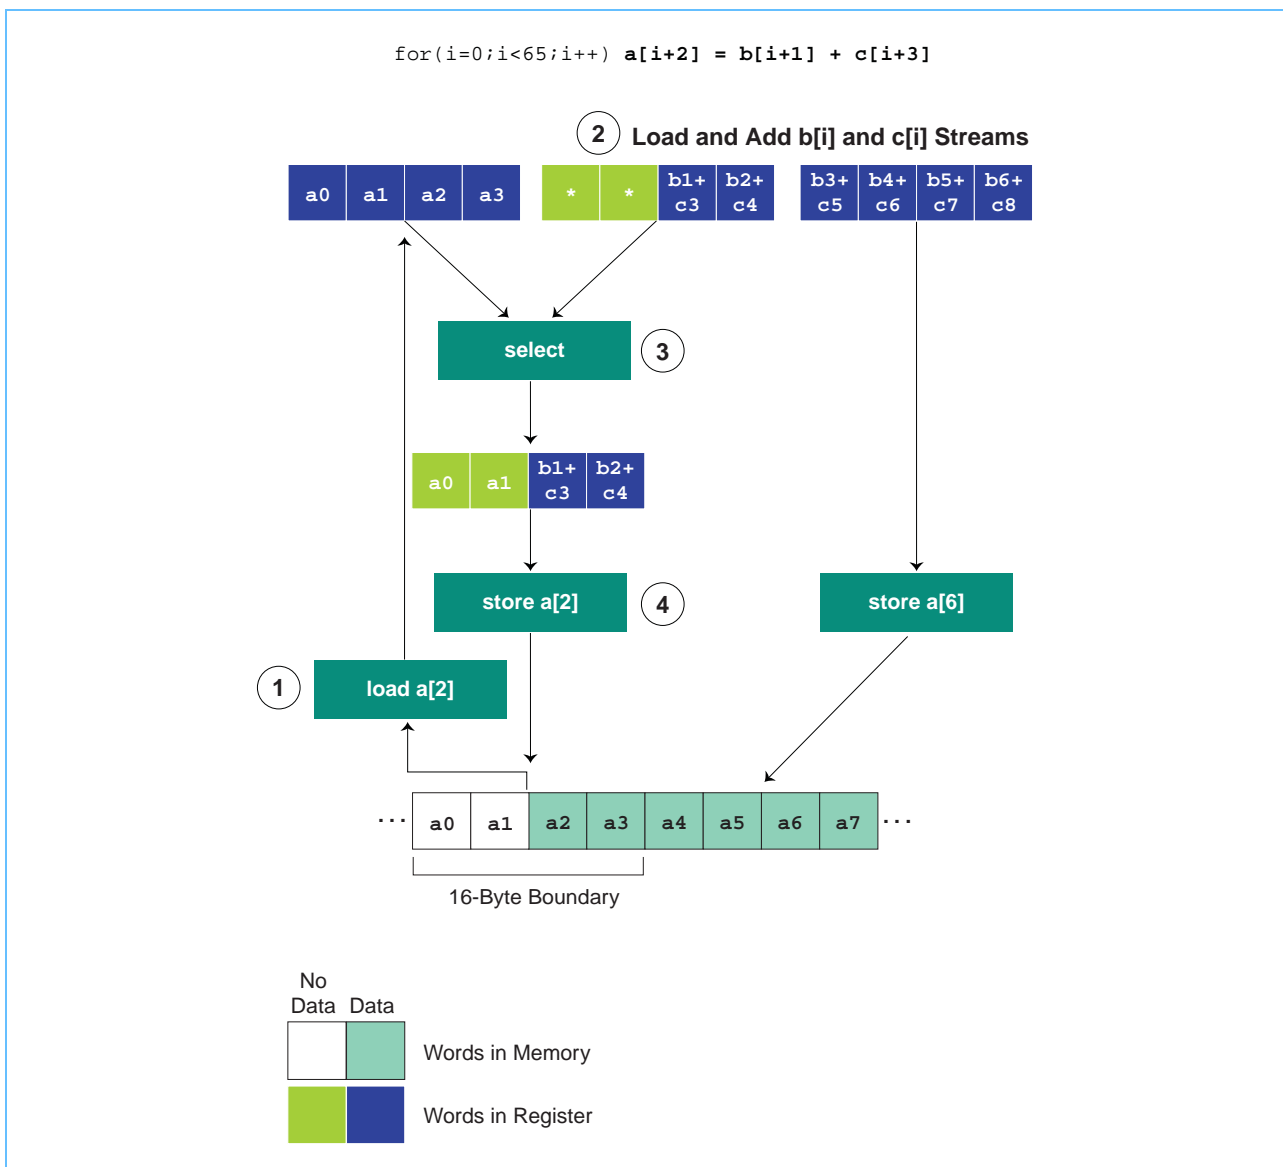 for(i=0;i<65;i++) a[i+2] = b[i+1] + c[i+3]
2 Load and Add b[i] and c[i] Streams
a0 a1 a2 a3 * * b1+ b2+ b3+ b4+ b5+ b6+
c3 c4 c5 c6 c7 c8
select 3
a0 a1 b1+ b2+
c3 c4
store a[2] 4 store a[6]
1 load a[2]
... a0 a1 a2 a3 a4 a5 a6 a7 ...
16-Byte Boundary
No
Data Data
Words in Memory
Words in Register